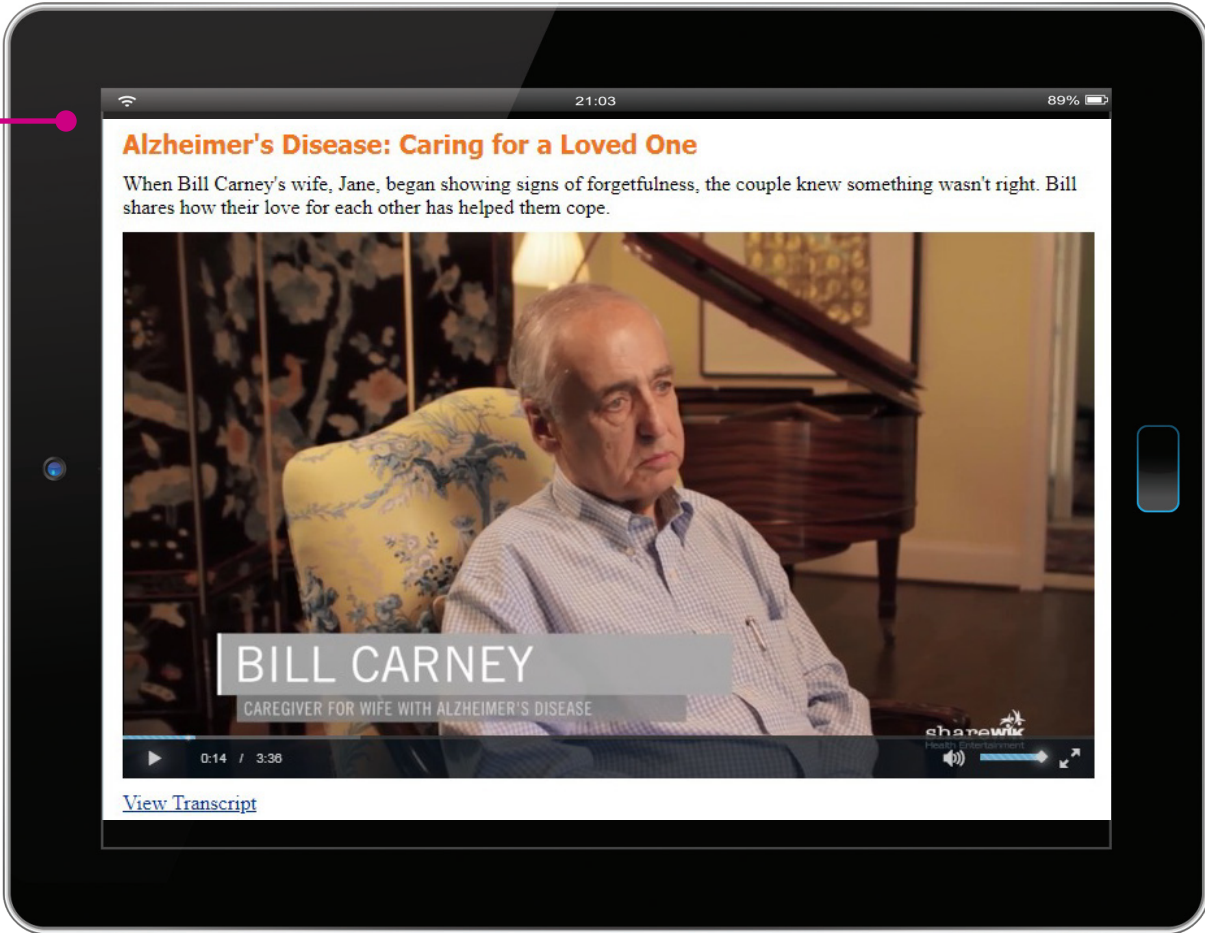 21:03
89%
Alzheimer's Disease: Caring for a Loved One
When Bill Carney's wife, Jane, began showing signs of forgetfulness, the couple knew something wasn't right. Bill
shares how their love for each other has helped them cope.
BILL CARNEY
CAREGIVER FOR WIFE WITH ALZHEIMER'S DISEASE
sharewik
Health Entertainment
0:14 / 3:36
View Transcript